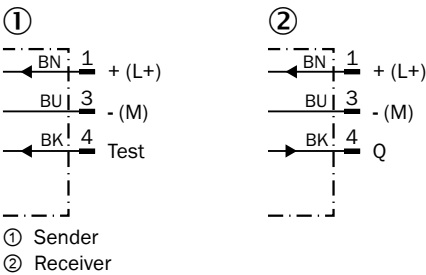 ① ②
BN 1 + (L+) BN 1 + (L+)
BU 3 - (M) BU 3 - (M)
BK 4 Test BK 4 Q
① Sender
② Receiver